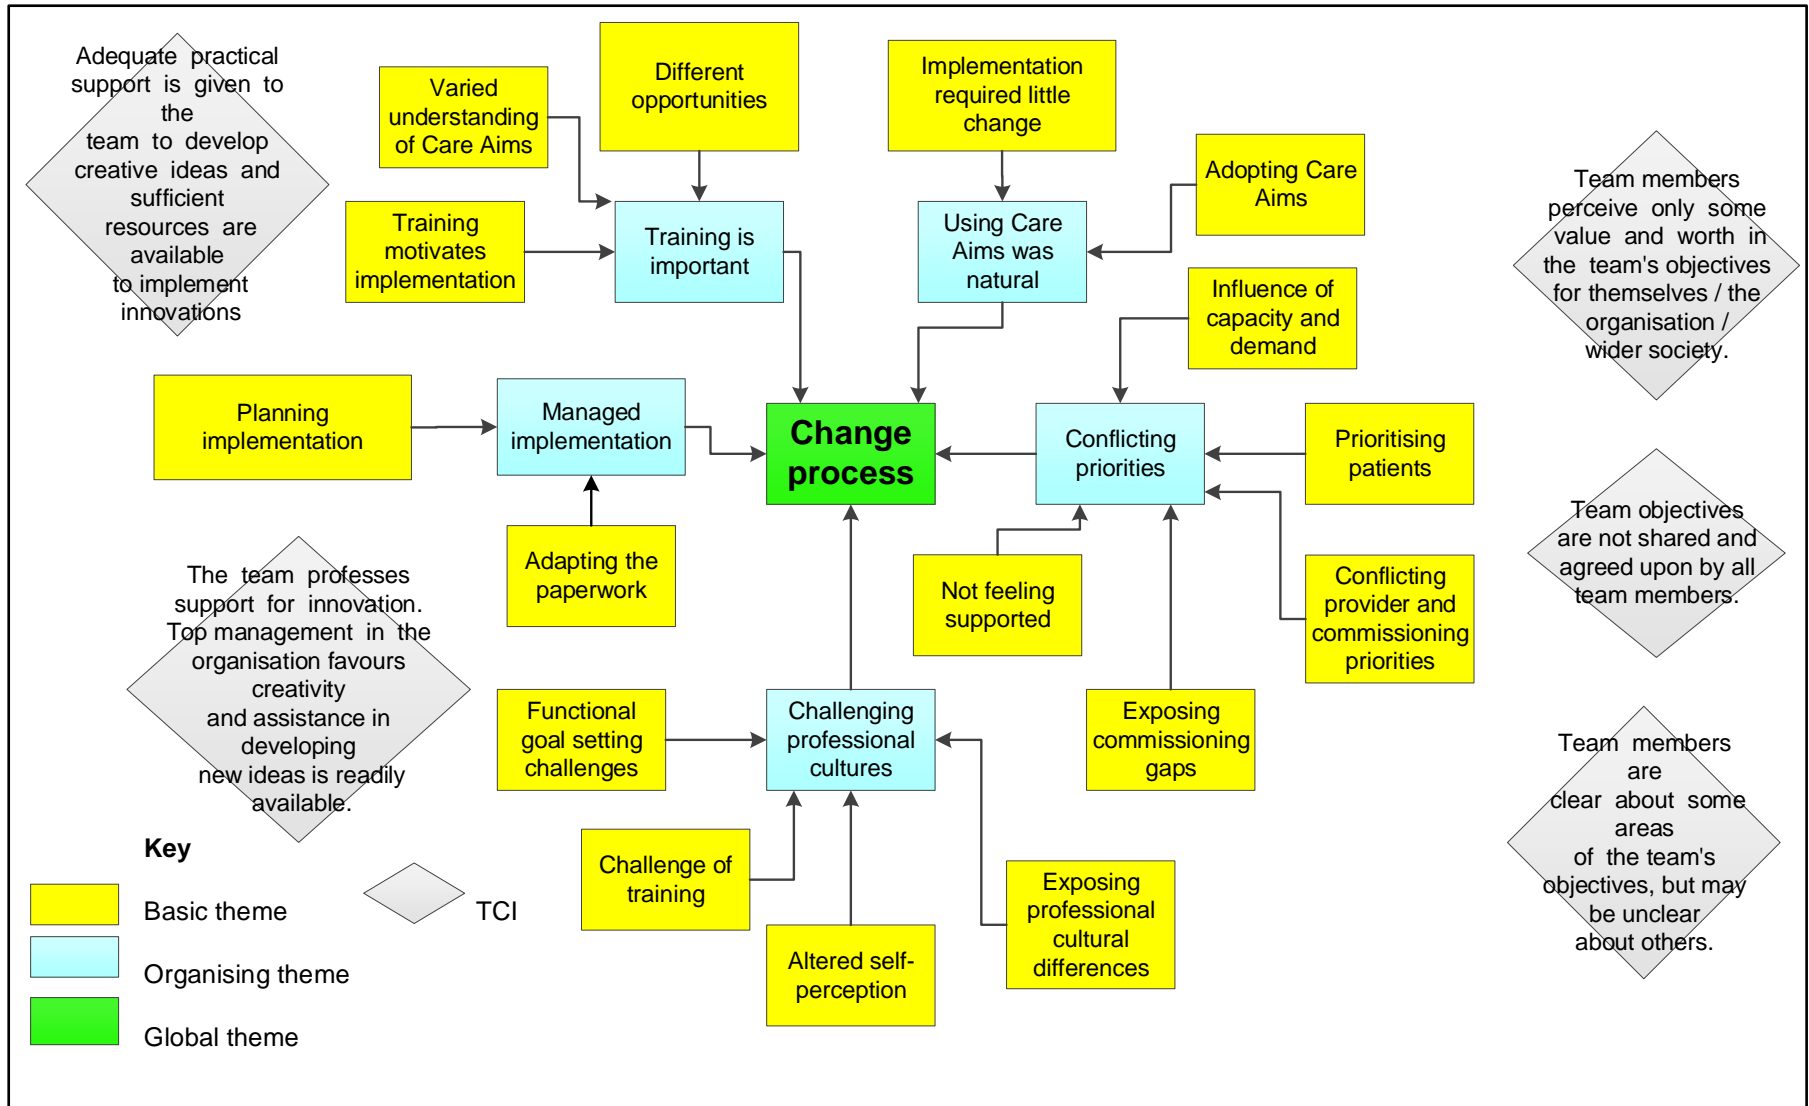 Adequate practical
support is given to
the
team to develop
creative ideas and
sufficient
resources are
available
to implement
innovations
Varied
understanding
of Care Aims
Different
opportunities
Implementation
required little
change
Adopting Care
Aims
Training
motivates
implementation
Training is
important
Using Care
Aims was
natural
Influence of
capacity and
demand
Team members
perceive only some
value and worth in
the team's objectives
for themselves / the
organisation /
wider society.
Planning
implementation
Managed
implementation
Change
process
Conflicting
priorities
Prioritising
patients
Adapting the
paperwork
Not feeling
supported
Conflicting
provider and
commissioning
priorities
Team objectives
are not shared and
agreed upon by all
team members.
The team professes
support for innovation.
Top management in the
organisation favours
creativity
and assistance in
developing
new ideas is readily
available.
Functional
goal setting
challenges
Challenging
professional
cultures
Exposing
commissioning
gaps
Team members
are
clear about some
areas
of the team's
objectives, but may
be unclear
about others.
Challenge of
training
Altered self-
perception
Exposing
professional
cultural
differences
Key
Basic theme
TCI
Organising theme
Global theme